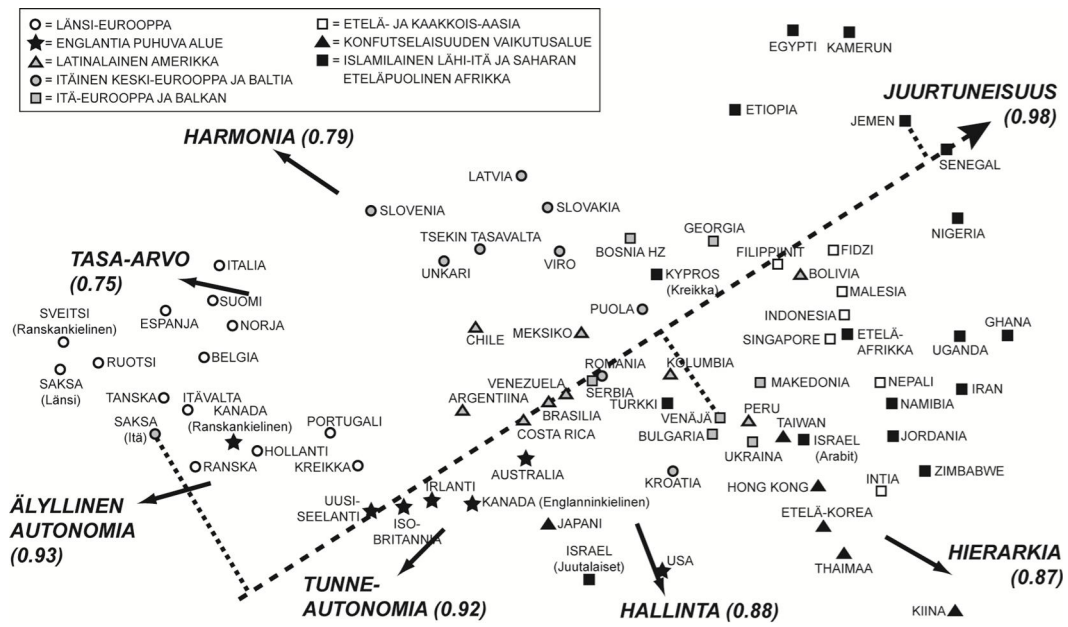 = LÄNSI-EUROOPPA
= ENGLANTIA PUHUVA ALUE
= LATINALAINEN AMERIKKA
= ITÄINEN KESKI-EUROOPPA JA BALTIA
= ITÄ-EUROOPPA JA BALKAN
= ETELÄ- JA KAAKKOIS-AASIA
= KONFUTSELAISUUDEN VAIKUTUSALUE
= ISLAMILAINEN LÄHI-ITÄ JA SAHARAN
ETELÄPUOLINEN AFRIKKA
EGYPTI
KAMERUN
JUURTUNEISUUS
(0.98)
ETIOPIA
JEMEN
SENEGAL
HARMONIA (0.79)
LATVIA
SLOVENIA
SLOVAKIA
NIGERIA
TSEKIN TASAVALTA
UNKARI
VIRO
BOSNIA HZ
GEORGIA
FILIPPIINIT
FIDZI
TASA-ARVO
(0.75)
ITALIA
KYPROS
(Kreikka)
BOLIVIA
MALESIA
SUOMI
SVEITSI
(Ranskankielinen)
ESPANJA
NORJA
PUOLA
INDONESIA
CHILE
MEKSIKO
SINGAPORE
ETELÄ-
AFRIKKA
UGANDA
GHANA
RUOTSI
BELGIA
SAKSA
(Länsi)
ROMANIA
SERBIA
KOLUMBIA
MAKEDONIA
NEPALI
IRAN
TANSKA
ITÄVALTA
VENEZUELA
ARGENTIINA
BRASILIA
COSTA RICA
TURKKI
VENÄJÄ
BULGARIA
PERU
TAIWAN
NAMIBIA
SAKSA
(Itä)
KANADA
(Ranskankielinen)
PORTUGALI
HOLLANTI
RANSKA
KREIKKA
UKRAINA
ISRAEL
(Arabit)
JORDANIA
AUSTRALIA
KROATIA
HONG KONG
INTIA
ZIMBABWE
ÄLYLLINEN
AUTONOMIA
(0.93)
UUSI-
SEELANTI
ISO-
BRITANNIA
IRLANTI
KANADA (Englanninkielinen)
JAPANI
ETELÄ-KOREA
THAIMAA
HIERARKIA
(0.87)
ISRAEL
(Juutalaiset)
USA
TUNNE-
AUTONOMIA (0.92)
HALLINTA (0.88)
KIINA